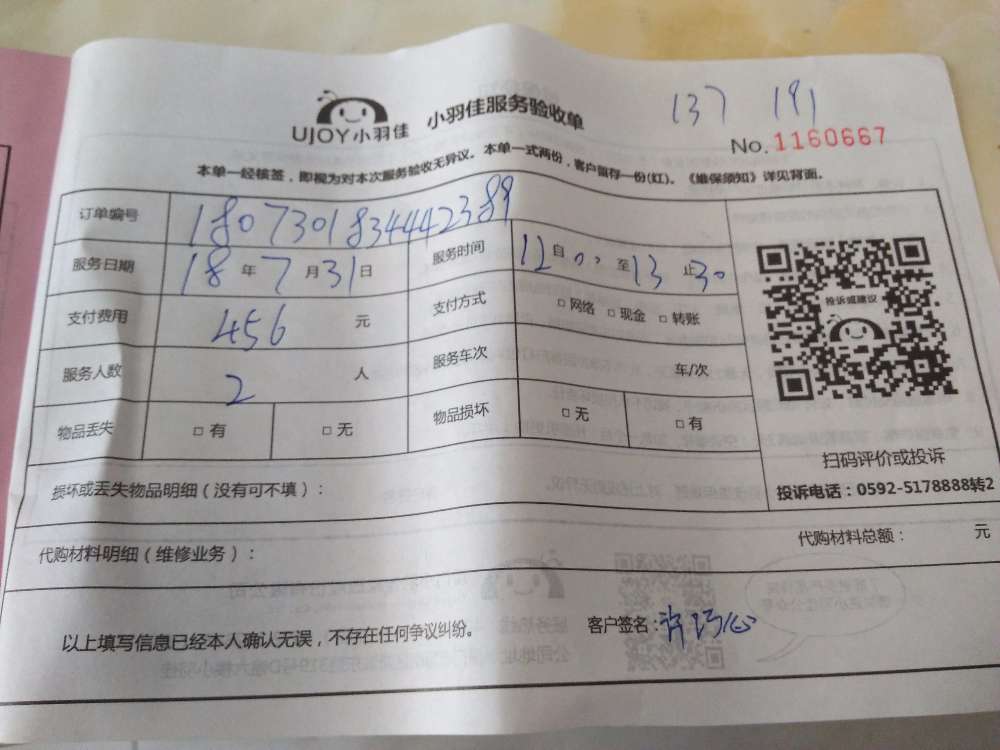 137 191
UJOY小羽佳 小羽佳服务验收单
No.1160667
本单一经核签，即视为对本次服务验收无异议。本单一式两份，客户留存一份(红)。《维保须知》详见背面。
订单编号 1807301834442389
服务日期 18 年 7 月 31 日 服务时间 12 自 00 至 13 止 30
支付费用 456 元 支付方式 □ 网络 □ 现金 □ 转账
服务人数 2 人 服务车次 车/次
物品丢失 □ 有 □ 无 物品损坏 □ 无 □ 有
投诉或建议
扫码评价或投诉
投诉电话：0592-5178888转2
损坏或丢失物品明细（没有可不填）：
代购材料明细（维修业务）： 代购材料总额： 元
以上填写信息已经本人确认无误，不存在任何争议纠纷。 客户签名：许巧心